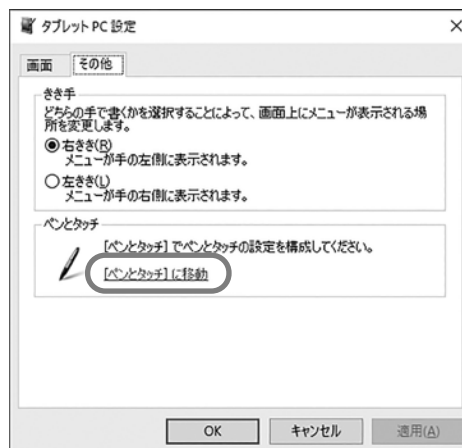 タブレット PC 設定
画面
その他
きき手
どちらの手で書くかを選択することによって、画面上にメニューが表示される場
所を変更します。
右きき(R)
メニューが手の左側に表示されます。
左きき(L)
メニューが手の右側に表示されます。
ペンとタッチ
[ペンとタッチ] でペンとタッチの設定を構成してください。
[ペンとタッチ] に移動
OK
キャンセル
適用(A)